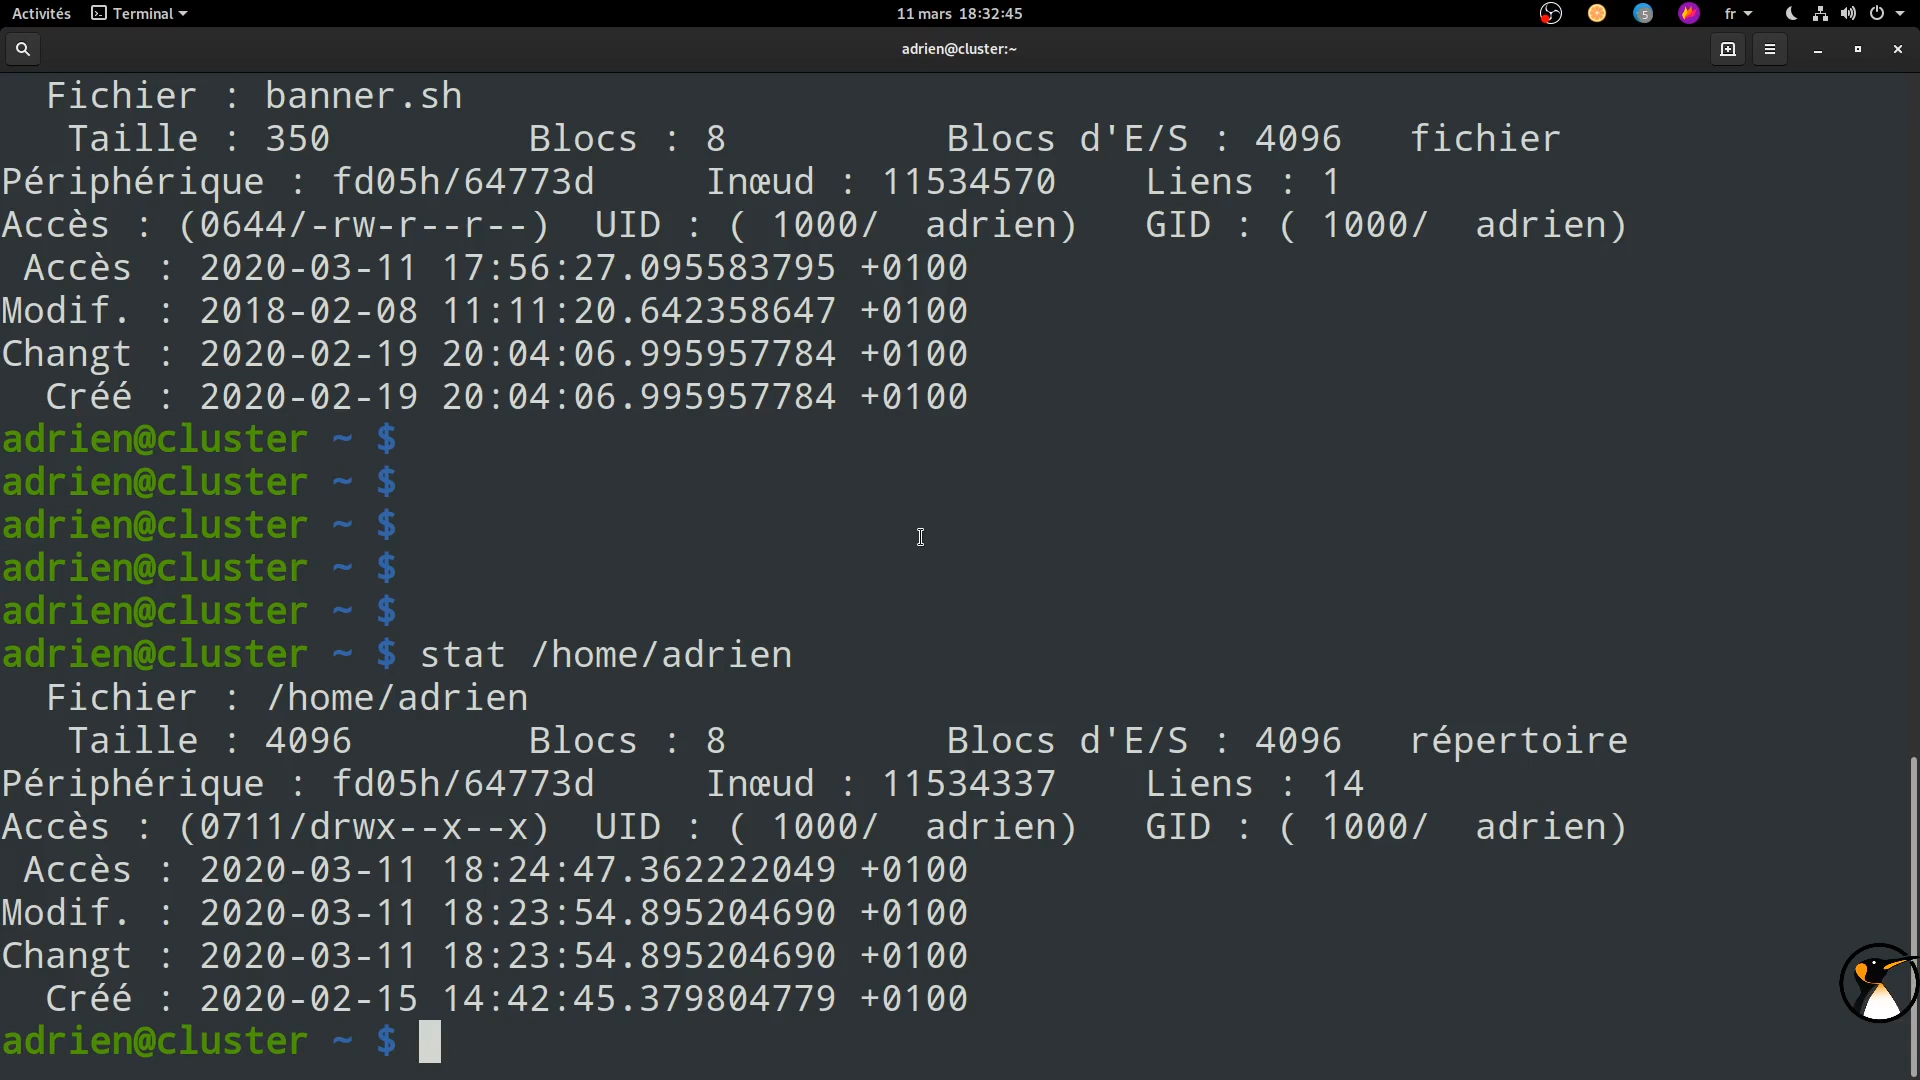 Activités Terminal 11 mars 18:32:45 5 fr
adrien@cluster:~
Fichier : banner.sh
Taille : 350 Blocs : 8 Blocs d'E/S : 4096 fichier
Périphérique : fd05h/64773d Inœud : 11534570 Liens : 1
Accès : (0644/-rw-r--r--) UID : ( 1000/ adrien) GID : ( 1000/ adrien)
Accès : 2020-03-11 17:56:27.095583795 +0100
Modif. : 2018-02-08 11:11:20.642358647 +0100
Changt : 2020-02-19 20:04:06.995957784 +0100
Créé : 2020-02-19 20:04:06.995957784 +0100
adrien@cluster ~ $
adrien@cluster ~ $
adrien@cluster ~ $
adrien@cluster ~ $
adrien@cluster ~ $
adrien@cluster ~ $ stat /home/adrien
Fichier : /home/adrien
Taille : 4096 Blocs : 8 Blocs d'E/S : 4096 répertoire
Périphérique : fd05h/64773d Inœud : 11534337 Liens : 14
Accès : (0711/drwx--x--x) UID : ( 1000/ adrien) GID : ( 1000/ adrien)
Accès : 2020-03-11 18:24:47.362222049 +0100
Modif. : 2020-03-11 18:23:54.895204690 +0100
Changt : 2020-03-11 18:23:54.895204690 +0100
Créé : 2020-02-15 14:42:45.379804779 +0100
adrien@cluster ~ $